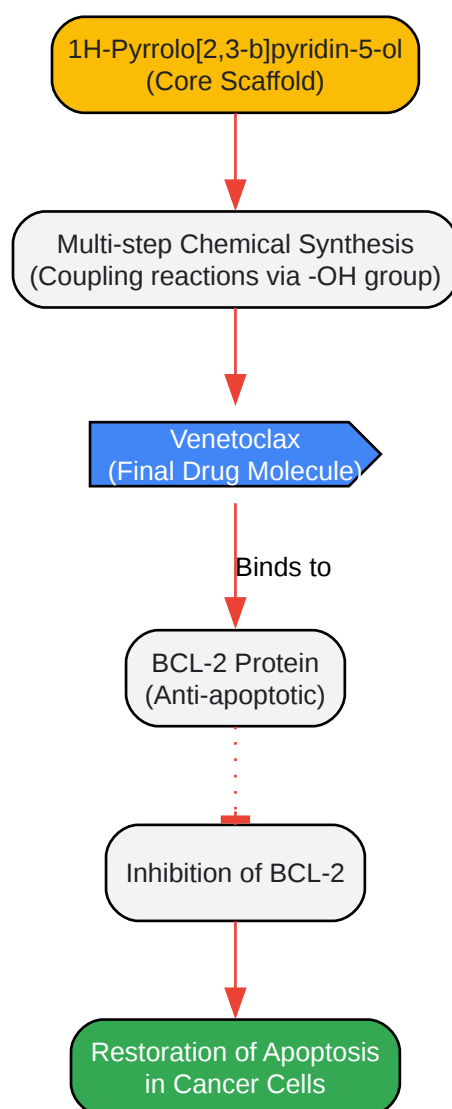 1H-Pyrrolo[2,3-b]pyridin-5-ol
(Core Scaffold)
Multi-step Chemical Synthesis
(Coupling reactions via -OH group)
Venetoclax
(Final Drug Molecule)
Binds to
BCL-2 Protein
(Anti-apoptotic)
Inhibition of BCL-2
Restoration of Apoptosis
in Cancer Cells